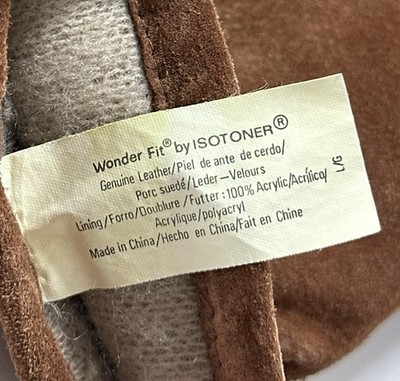 Wonder Fit® by ISOTONER®
Genuine Leather/Piel de ante de cerdo/
Porc suedé/Leder—Velours
Lining/Forro/Doublure/Futter:100% Acrylic/Acrílico/
Acrylique/polyacryl
Made in China/Hecho en China/Fait en Chine
L/G